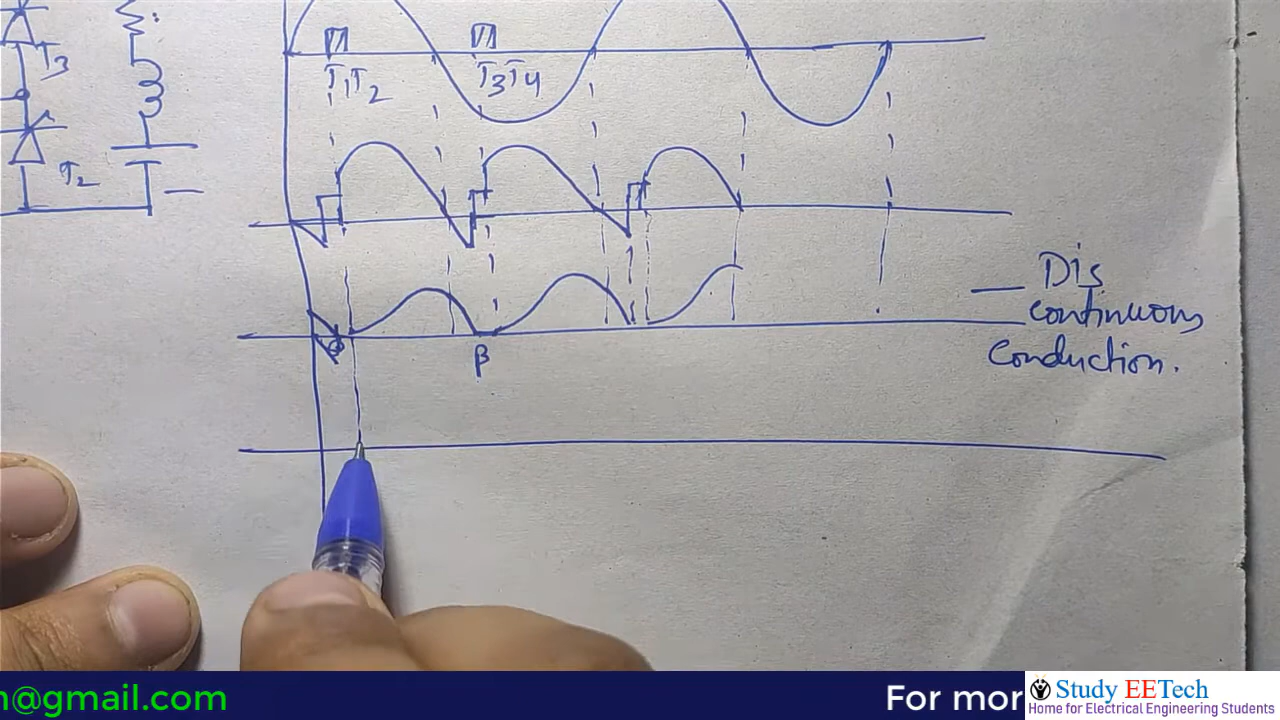 T3
T1T2
T3T4
T2
Dis
continuous
Conduction.
β
n@gmail.com
For mor
Study EETech
Home for Electrical Engineering Students